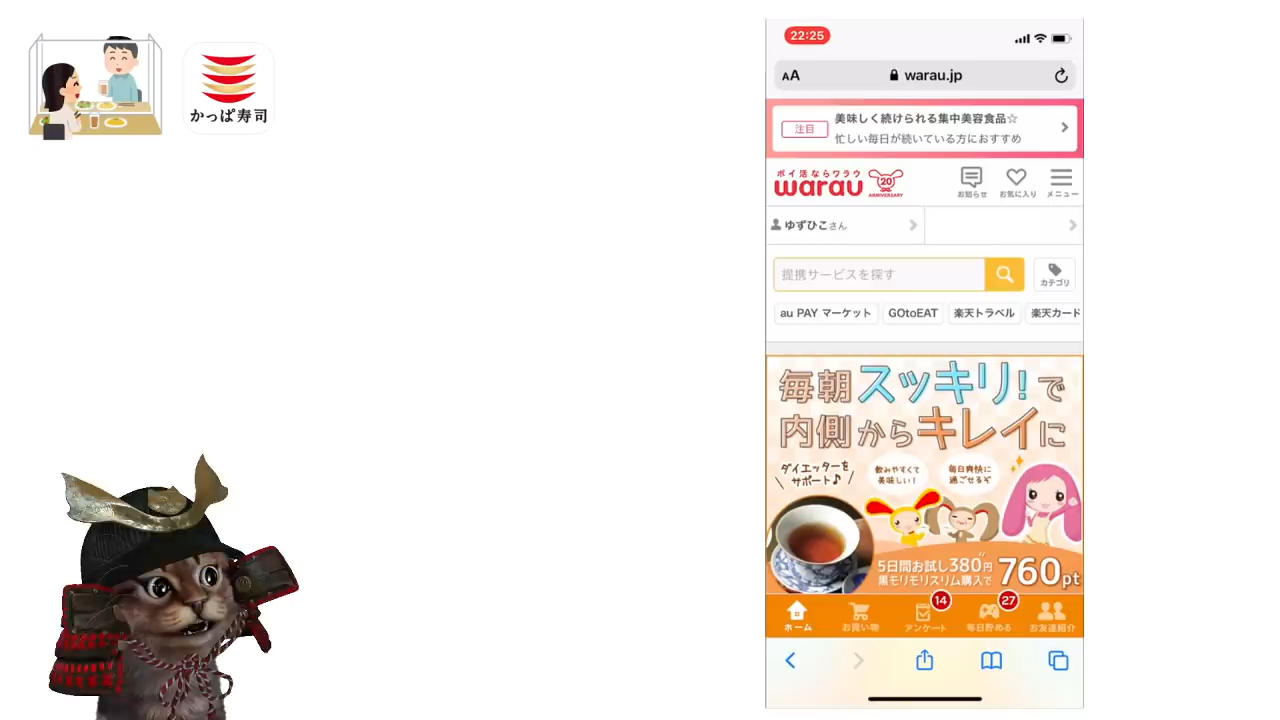 かっぱ寿司
22:25
AA
warau.jp
注目
美味しく続けられる集中美容食品☆
忙しい毎日が続いている方におすすめ
ポイ活ならワラウ
warau
20
ANNIVERSARY
お知らせ
お気に入り
メニュー
ゆずひこさん
提携サービスを探す
カテゴリ
au PAY マーケット
GOtoEAT
楽天トラベル
楽天カード
毎朝スッキリ!で
内側からキレイに
ダイエッターを
サポート♪
飲みやすくて
美味しい!
毎日爽快に
過ごせるぞ
5日間お試し380円
黒モリモリスリム購入で
760pt
14
27
ホーム
お買い物
アンケート
毎日貯める
お友達紹介